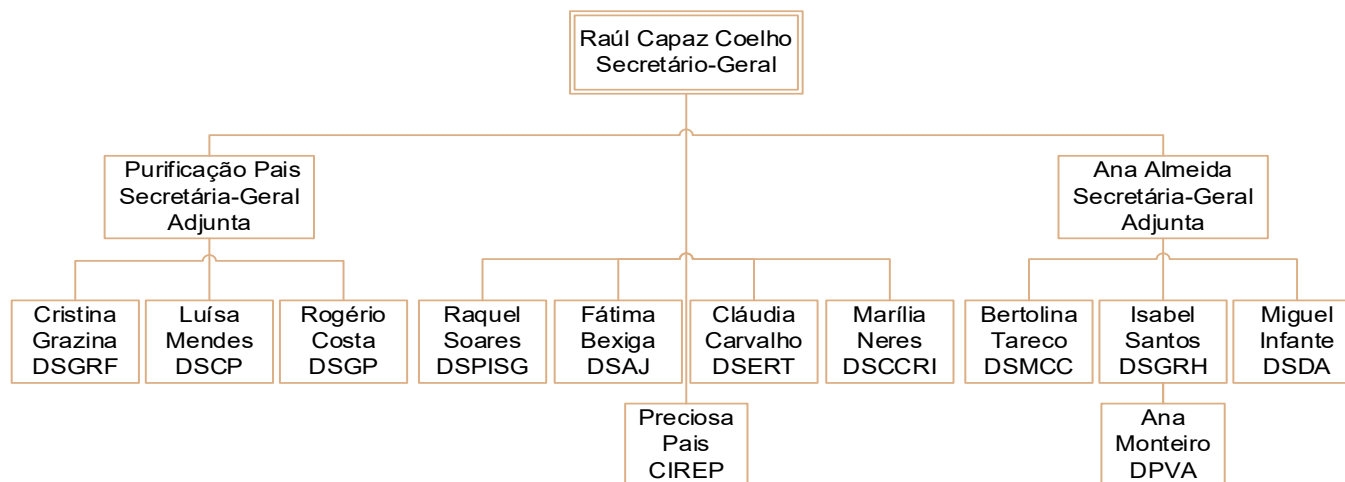 Raúl Capaz Coelho
Secretário-Geral
Purificação Pais
Secretária-Geral
Adjunta
Ana Almeida
Secretária-Geral
Adjunta
Cristina
Grazina
DSGRF
Luísa
Mendes
DSCP
Rogério
Costa
DSGP
Raquel
Soares
DSPISG
Fátima
Bexiga
DSAJ
Cláudia
Carvalho
DSERT
Marília
Neres
DSCCRI
Bertolina
Tareco
DSMCC
Isabel
Santos
DSGRH
Miguel
Infante
DSDA
Preciosa
Pais
CIREP
Ana
Monteiro
DPVA